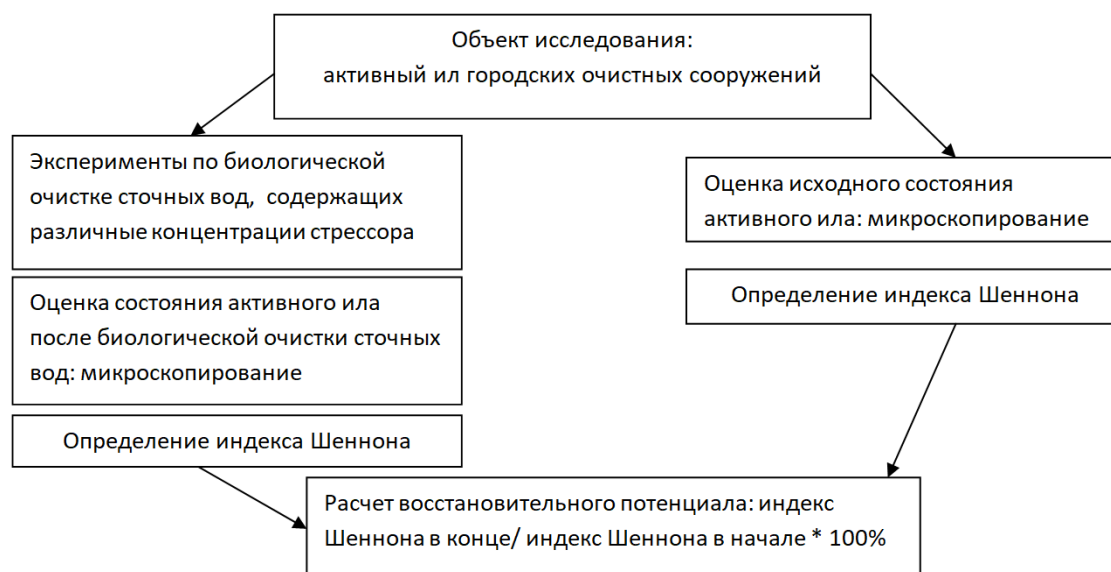 Объект исследования:
активный ил городских очистных сооружений
Эксперименты по биологической
очистке сточных вод, содержащих
различные концентрации стрессора
Оценка состояния активного ила
после биологической очистки сточных
вод: микроскопирование
Определение индекса Шеннона
Оценка исходного состояния
активного ила: микроскопирование
Определение индекса Шеннона
Расчет восстановительного потенциала: индекс
Шеннона в конце/ индекс Шеннона в начале * 100%